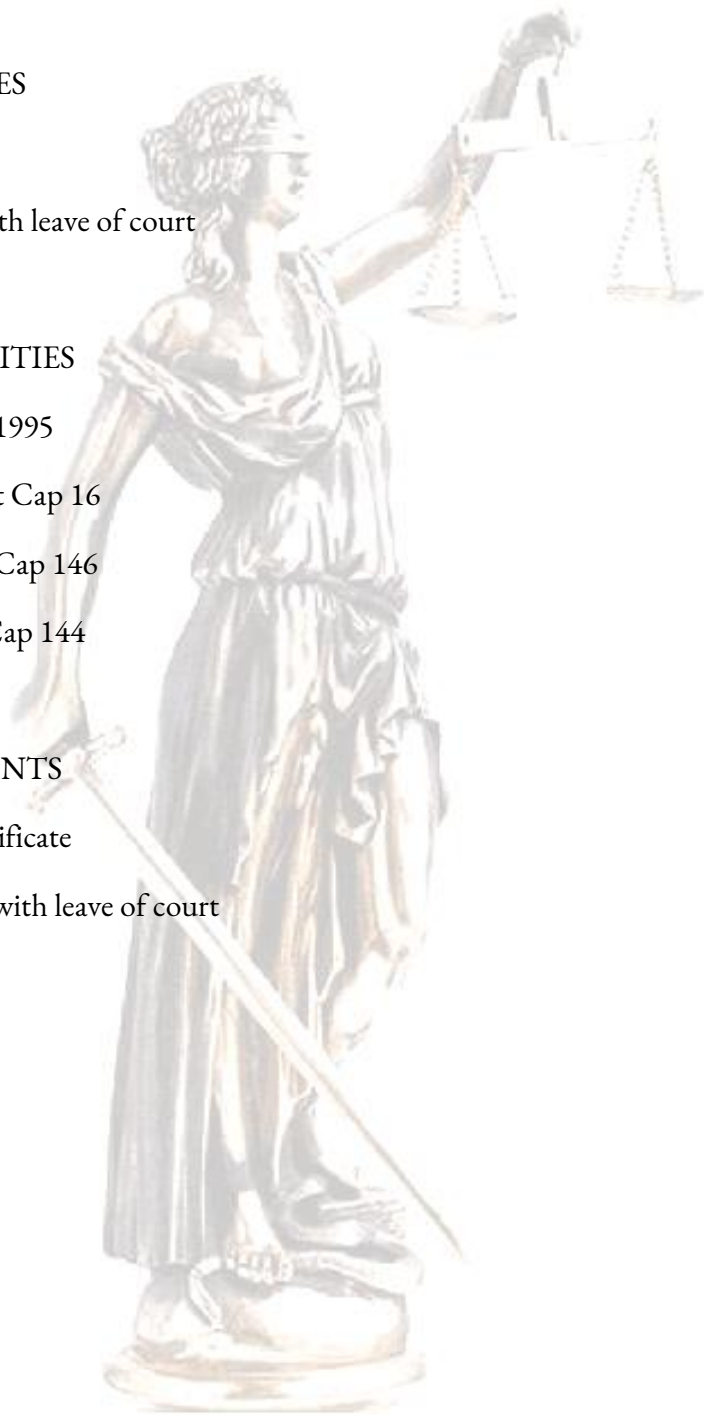 ES
th leave of court
ITIES
1995
t Cap 16
Cap 146
Cap 144
NTS
ificate
with leave of court